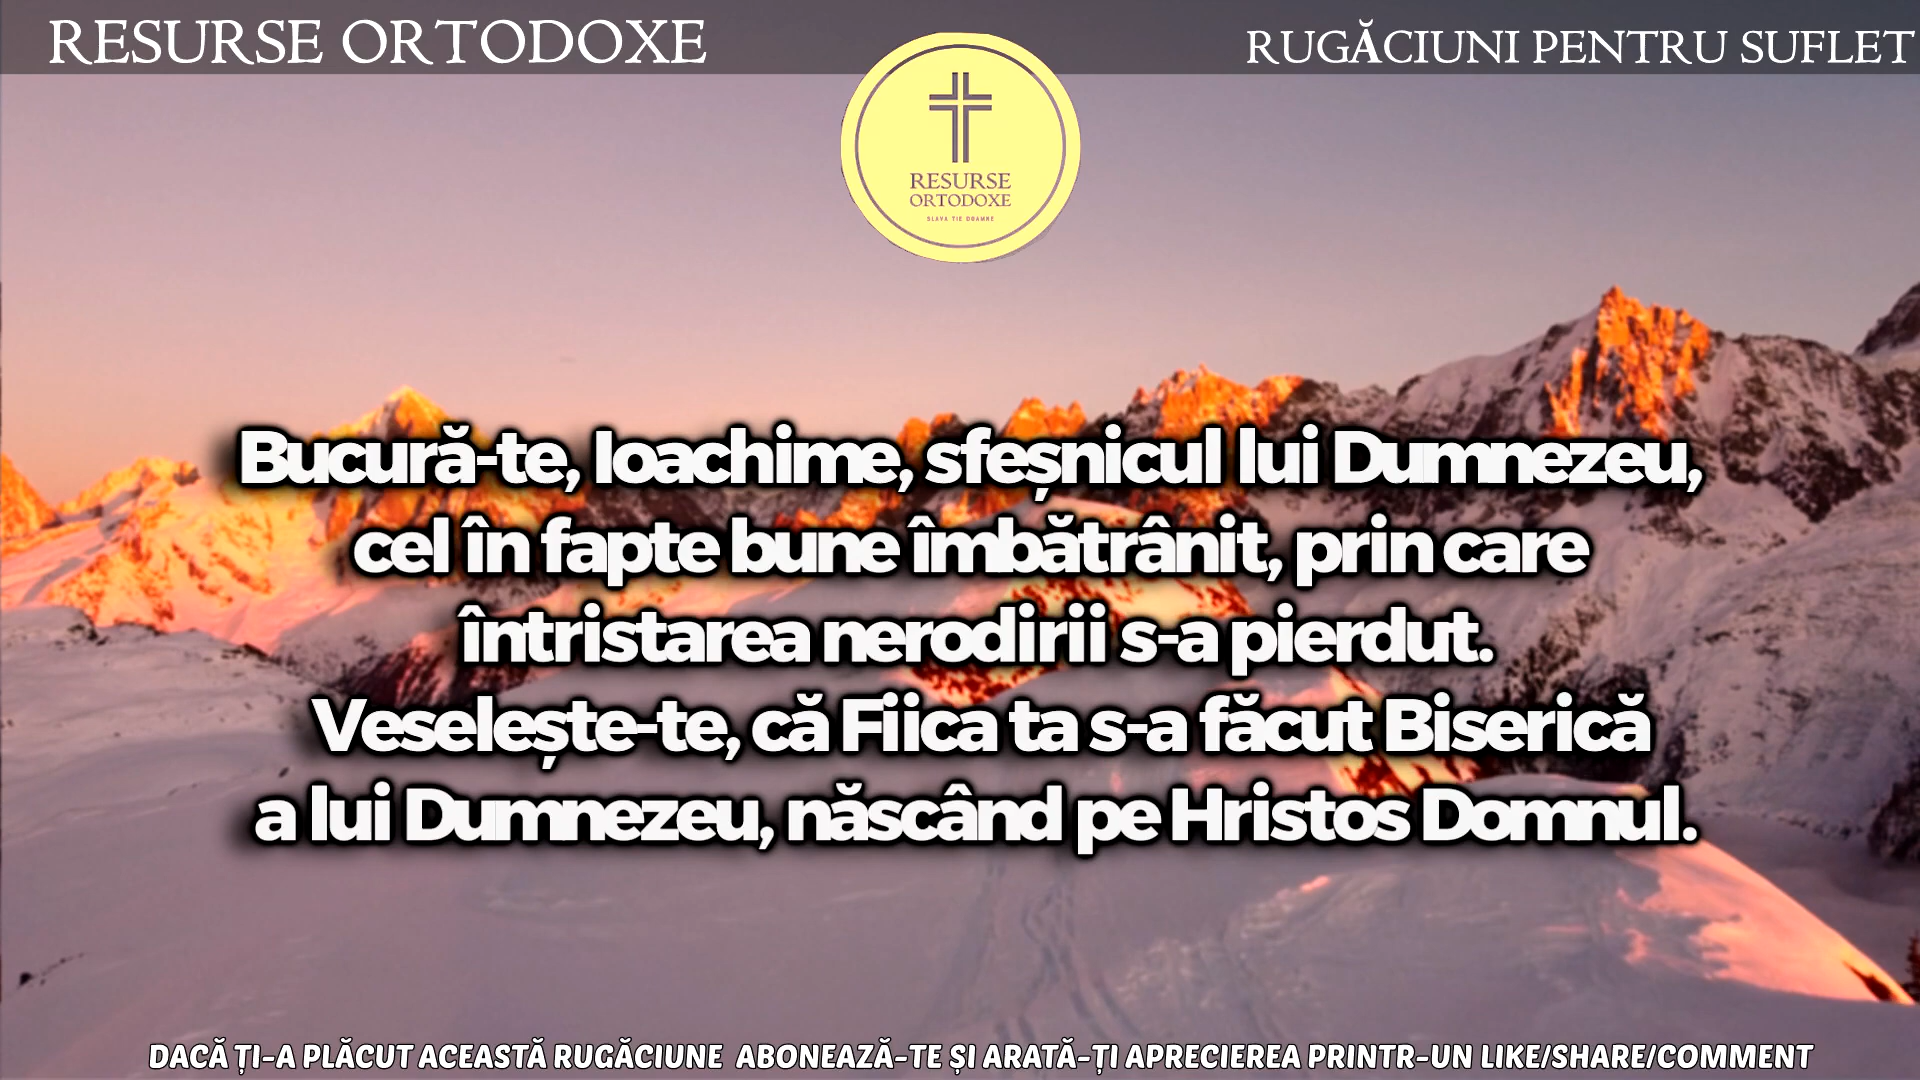 RESURSE ORTODOXE
RUGĂCIUNI PENTRU SUFLET
RESURSE
ORTODOXE
SLAVA TIE DOAMNE
Bucură-te, Ioachime, sfeșnicul lui Dumnezeu,
cel în fapte bune îmbătrânit, prin care
întristarea nerodirii s-a pierdut.
Veselește-te, că Fiica ta s-a făcut Biserică
a lui Dumnezeu, născând pe Hristos Domnul.
DACĂ ȚI-A PLĂCUT ACEASTĂ RUGĂCIUNE ABONEAZĂ-TE ȘI ARATĂ-ȚI APRECIEREA PRINTR-UN LIKE/SHARE/COMMENT